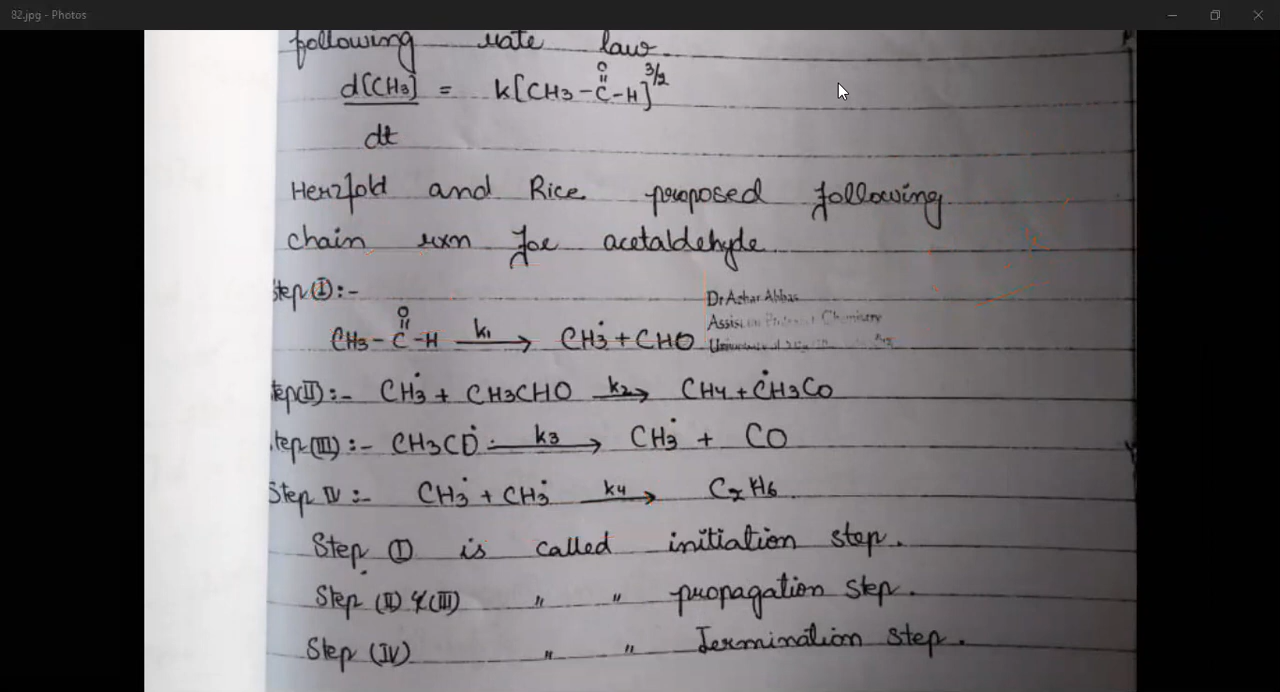 82.jpg - Photos
following rate law
O
d[CH3] = k[CH3-C-H]3/2
dt
Herzfold and Rice proposed following
chain rxn for acetaldehyde
Step (I):-
Dr Azhar Abbas
O
CH3-C-H k1 → CH3• + CHO
Step(II):- CH3• + CH3CHO k2 → CH4 + •CH3CO
Step(III):- CH3CO• k3 → CH3• + CO
Step IV:- CH3• + CH3• k4 → C2H6
Step (I) is called initiation step.
Step (II) & (III) " " propagation step.
Step (IV) " " Termination step.